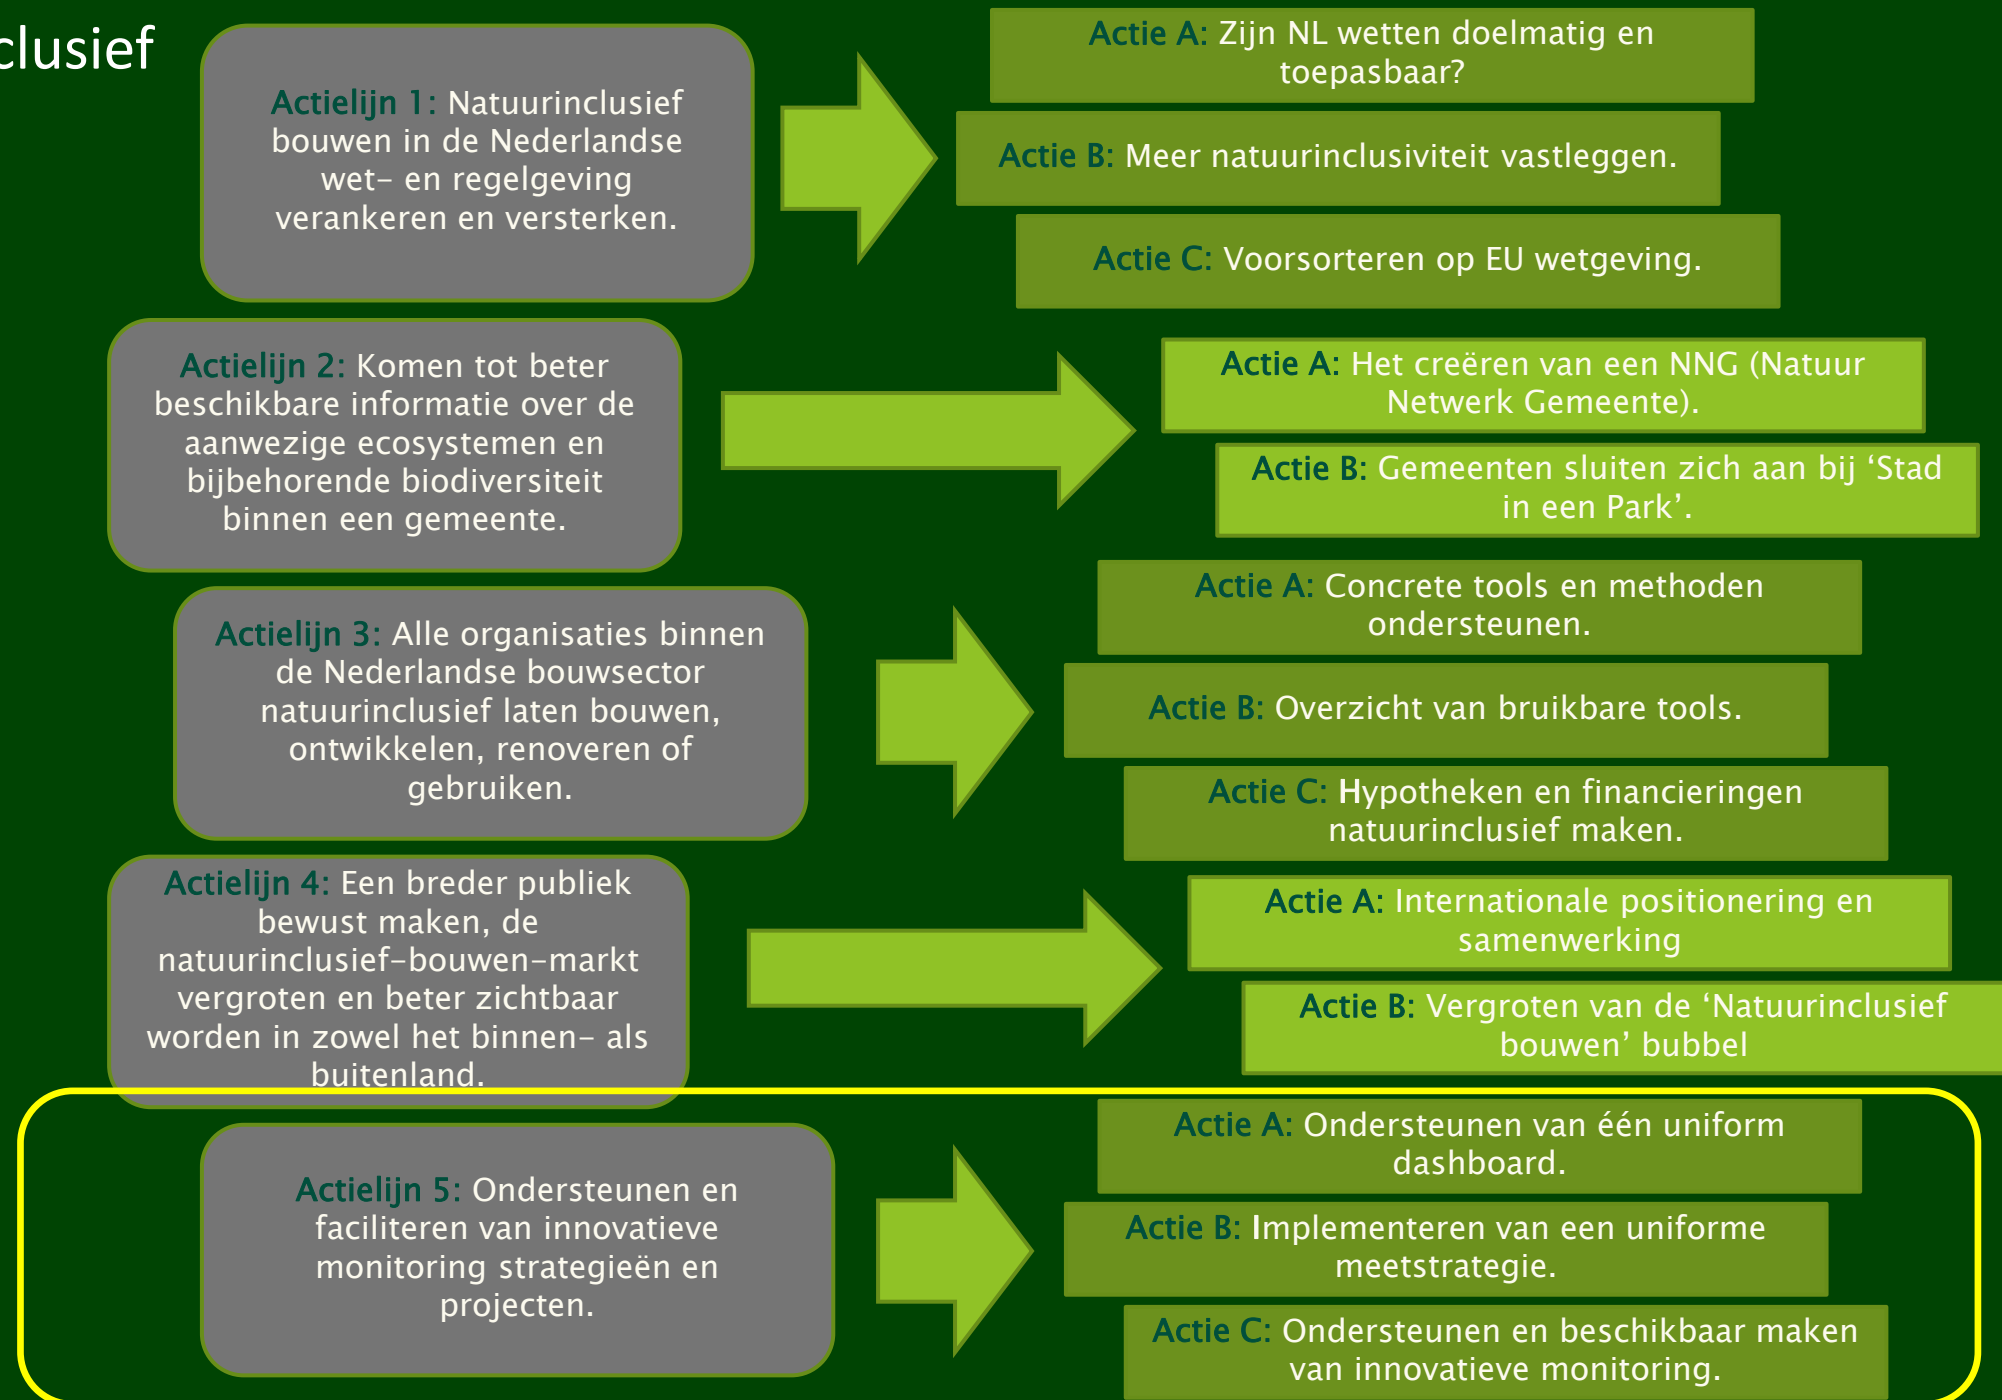 clusief
Actielijn 1: Natuurinclusief
bouwen in de Nederlandse
wet- en regelgeving
verankeren en versterken.
Actie A: Zijn NL wetten doelmatig en
toepasbaar?
Actie B: Meer natuurinclusiviteit vastleggen.
Actie C: Voorsorteren op EU wetgeving.
Actielijn 2: Komen tot beter
beschikbare informatie over de
aanwezige ecosystemen en
bijbehorende biodiversiteit
binnen een gemeente.
Actie A: Het creëren van een NNG (Natuur
Netwerk Gemeente).
Actie B: Gemeenten sluiten zich aan bij ‘Stad
in een Park’.
Actielijn 3: Alle organisaties binnen
de Nederlandse bouwsector
natuurinclusief laten bouwen,
ontwikkelen, renoveren of
gebruiken.
Actie A: Concrete tools en methoden
ondersteunen.
Actie B: Overzicht van bruikbare tools.
Actie C: Hypotheken en financieringen
natuurinclusief maken.
Actielijn 4: Een breder publiek
bewust maken, de
natuurinclusief-bouwen-markt
vergroten en beter zichtbaar
worden in zowel het binnen- als
buitenland.
Actie A: Internationale positionering en
samenwerking
Actie B: Vergroten van de ‘Natuurinclusief
bouwen’ bubbel
Actielijn 5: Ondersteunen en
faciliteren van innovatieve
monitoring strategieën en
projecten.
Actie A: Ondersteunen van één uniform
dashboard.
Actie B: Implementeren van een uniforme
meetstrategie.
Actie C: Ondersteunen en beschikbaar maken
van innovatieve monitoring.